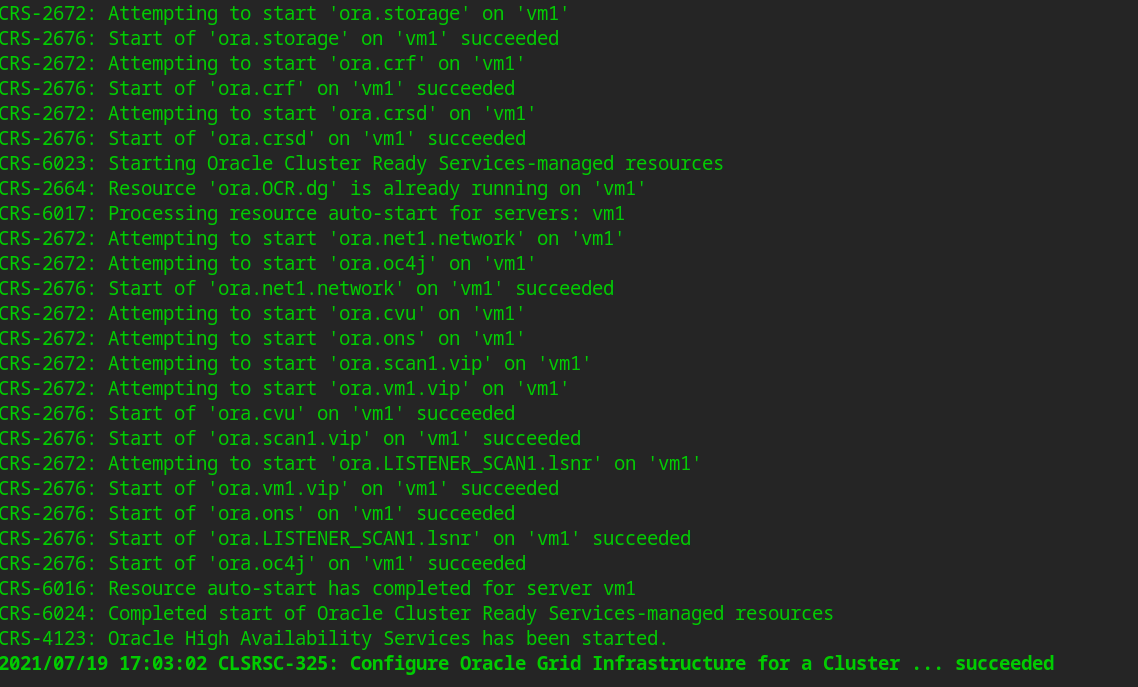 CRS-2672: Attempting to start 'ora.storage' on 'vm1'
CRS-2676: Start of 'ora.storage' on 'vm1' succeeded
CRS-2672: Attempting to start 'ora.crf' on 'vm1'
CRS-2676: Start of 'ora.crf' on 'vm1' succeeded
CRS-2672: Attempting to start 'ora.crsd' on 'vm1'
CRS-2676: Start of 'ora.crsd' on 'vm1' succeeded
CRS-6023: Starting Oracle Cluster Ready Services-managed resources
CRS-2664: Resource 'ora.OCR.dg' is already running on 'vm1'
CRS-6017: Processing resource auto-start for servers: vm1
CRS-2672: Attempting to start 'ora.net1.network' on 'vm1'
CRS-2672: Attempting to start 'ora.oc4j' on 'vm1'
CRS-2676: Start of 'ora.net1.network' on 'vm1' succeeded
CRS-2672: Attempting to start 'ora.cvu' on 'vm1'
CRS-2672: Attempting to start 'ora.ons' on 'vm1'
CRS-2672: Attempting to start 'ora.scan1.vip' on 'vm1'
CRS-2672: Attempting to start 'ora.vm1.vip' on 'vm1'
CRS-2676: Start of 'ora.cvu' on 'vm1' succeeded
CRS-2676: Start of 'ora.scan1.vip' on 'vm1' succeeded
CRS-2672: Attempting to start 'ora.LISTENER_SCAN1.lsnr' on 'vm1'
CRS-2676: Start of 'ora.vm1.vip' on 'vm1' succeeded
CRS-2676: Start of 'ora.ons' on 'vm1' succeeded
CRS-2676: Start of 'ora.LISTENER_SCAN1.lsnr' on 'vm1' succeeded
CRS-2676: Start of 'ora.oc4j' on 'vm1' succeeded
CRS-6016: Resource auto-start has completed for server vm1
CRS-6024: Completed start of Oracle Cluster Ready Services-managed resources
CRS-4123: Oracle High Availability Services has been started.
2021/07/19 17:03:02 CLSRSC-325: Configure Oracle Grid Infrastructure for a Cluster ... succeeded